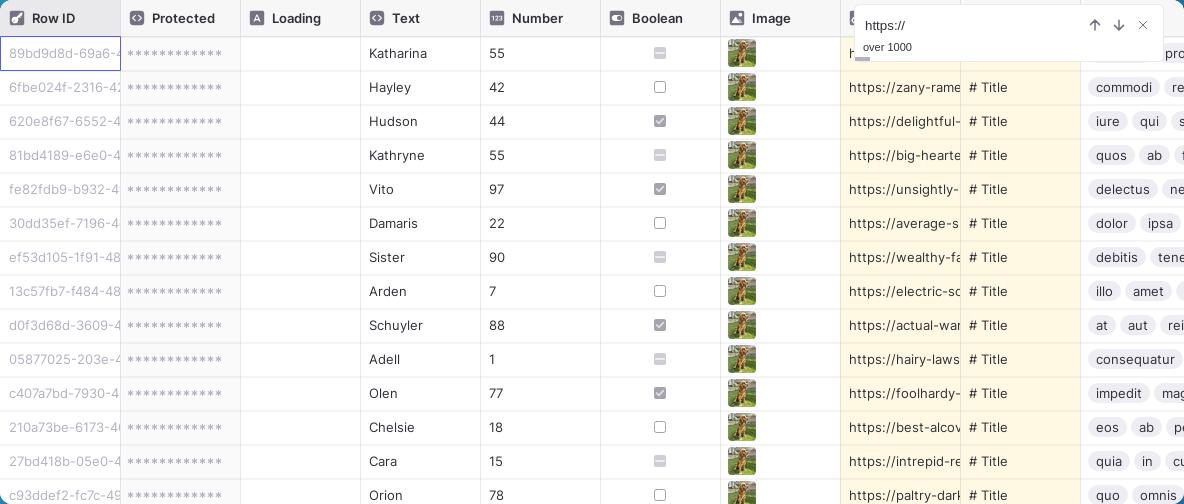 Row ID Protected Loading Text Number Boolean Image
https://
over 1000
89bd9d8d-69a6-4 ************ Katharina 55
6fbe024f-2316-42 ************ Hayley 42 https://zany-rame # Title commodi re
620e8f67-6552-4 ************ Hudson 44 https://delightful- # Title iure qui s
81bd4189-e6e0-4 ************ Kathryne 55 https://big-hearte # Title quos ab
fe82fdb9-b932-4 ************ Vito 97 https://unsightly- # Title delectus ne
30dd35ef-7196-4 ************ Damaris 22 https://average-s # Title dolor ipsa
ef53d105-1f91-48 ************ Sister 90 https://wealthy-fa # Title debitis tene
13c57fb7-f484-48 ************ Arden 7 https://electric-sc # Title illo amet
d0f3d68d-3609-4 ************ Schuyler 88 https://actual-war # Title at aut rei
05877025-203e-4 ************ Adell 1 https://hairy-laws # Title consequatur
c407a7bd-7930-4 ************ Olen 77 https://foolhardy- # Title impedit mag
210a73be-6173-40 ************ Chelsie 18 https://best-alcov # Title eos ab pe
27bd418b-05e0-4 ************ Cara 15 https://intrepid-re # Title quia in cu
c93ddef2-fc7c-49 ************ Orion 78 https://paltry-dark # Title quo omnis